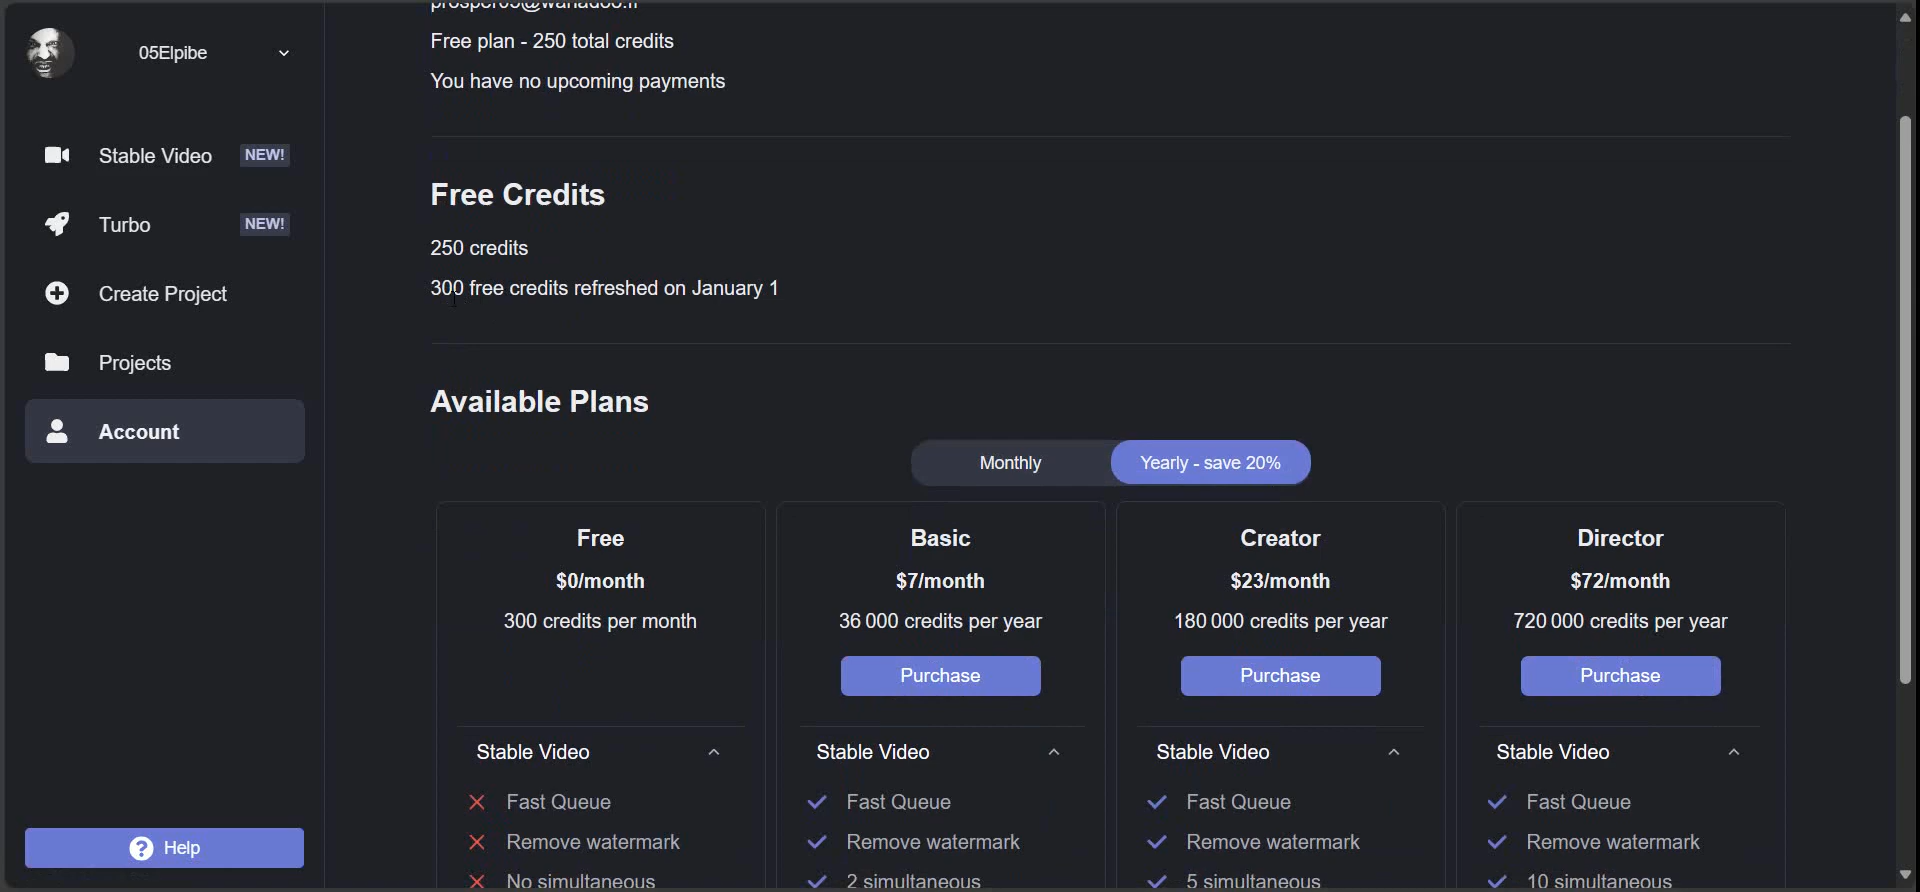 05Elpibe
Stable Video NEW!
Turbo NEW!
Create Project
Projects
Account
Help
Free plan - 250 total credits
You have no upcoming payments
Free Credits
250 credits
300 free credits refreshed on January 1
Available Plans
Monthly
Yearly - save 20%
Free
$0/month
300 credits per month
Stable Video
Fast Queue
Remove watermark
No simultaneous
Basic
$7/month
36 000 credits per year
Purchase
Stable Video
Fast Queue
Remove watermark
2 simultaneous
Creator
$23/month
180 000 credits per year
Purchase
Stable Video
Fast Queue
Remove watermark
5 simultaneous
Director
$72/month
720 000 credits per year
Purchase
Stable Video
Fast Queue
Remove watermark
10 simultaneous